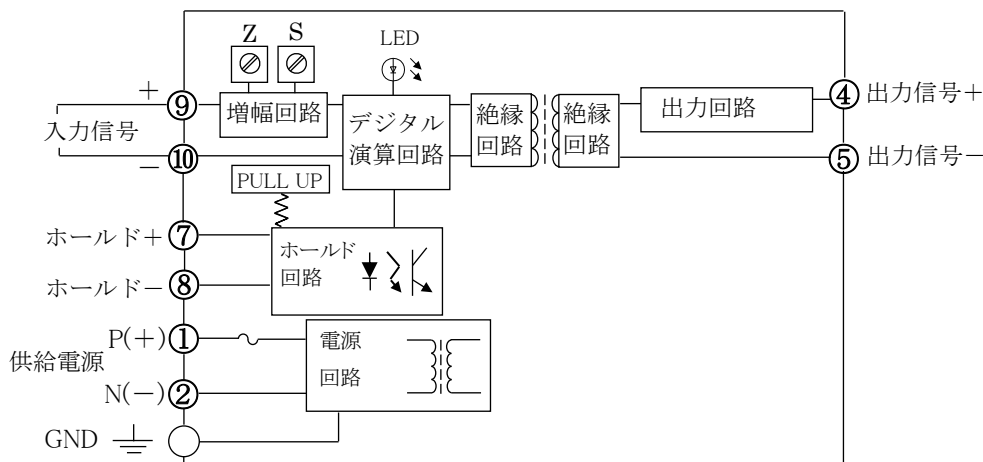 Z
S
LED
+
⑨
増幅回路
入力信号
−
⑩
デジタル
演算回路
絶縁
回路
絶縁
回路
出力回路
④
出力信号+
⑤
出力信号−
PULL UP
ホールド+
⑦
ホールド
回路
ホールド−
⑧
P(+)
①
電源
回路
供給電源
N(−)
②
GND